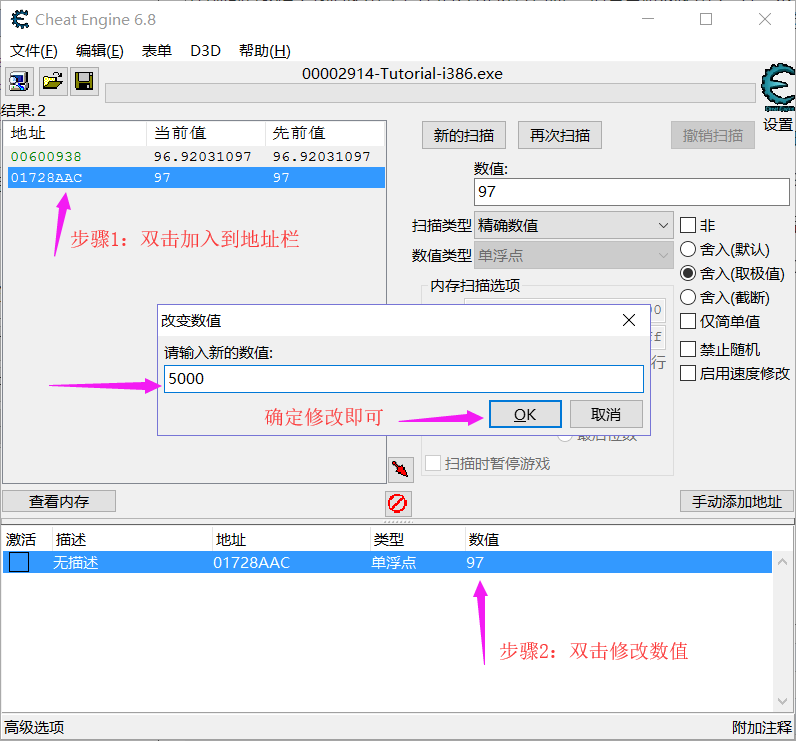 Cheat Engine 6.8
文件(F) 编辑(E) 表单 D3D 帮助(H)
00002914-Tutorial-i386.exe
结果: 2
设置
地址 当前值 先前值
00600938 96.92031097 96.92031097
01728AAC 97 97
步骤1：双击加入到地址栏
新的扫描 再次扫描 撤销扫描
数值:
97
扫描类型 精确数值 非
数值类型 单浮点 舍入(默认)
舍入(取极值)
舍入(截断)
仅简单值
禁止随机
启用速度修改
内存扫描选项
改变数值
请输入新的数值:
5000
确定修改即可
OK 取消
行
最后位数
扫描时暂停游戏
查看内存 手动添加地址
激活 描述 地址 类型 数值
无描述 01728AAC 单浮点 97
步骤2：双击修改数值
高级选项 附加注释